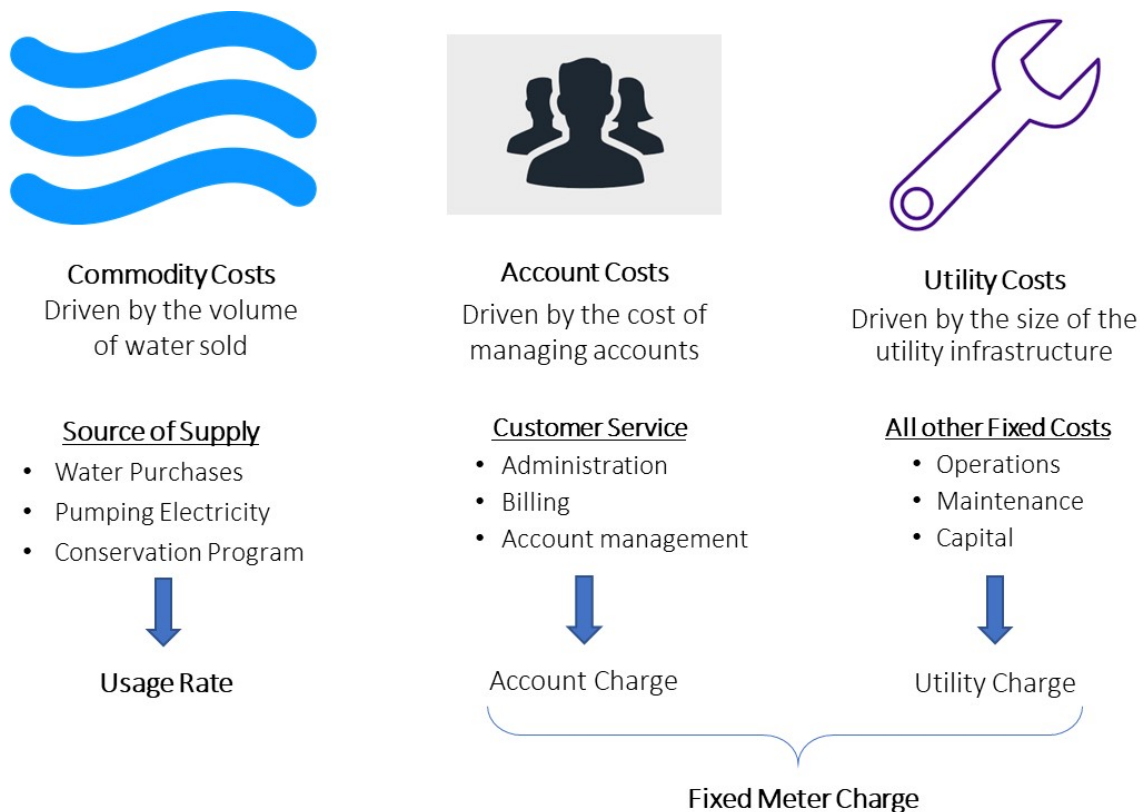 Commodity Costs
Driven by the volume
of water sold
Source of Supply
• Water Purchases
• Pumping Electricity
• Conservation Program
Usage Rate
Account Costs
Driven by the cost of
managing accounts
Customer Service
• Administration
• Billing
• Account management
Account Charge
Utility Costs
Driven by the size of the
utility infrastructure
All other Fixed Costs
• Operations
• Maintenance
• Capital
Utility Charge
Fixed Meter Charge